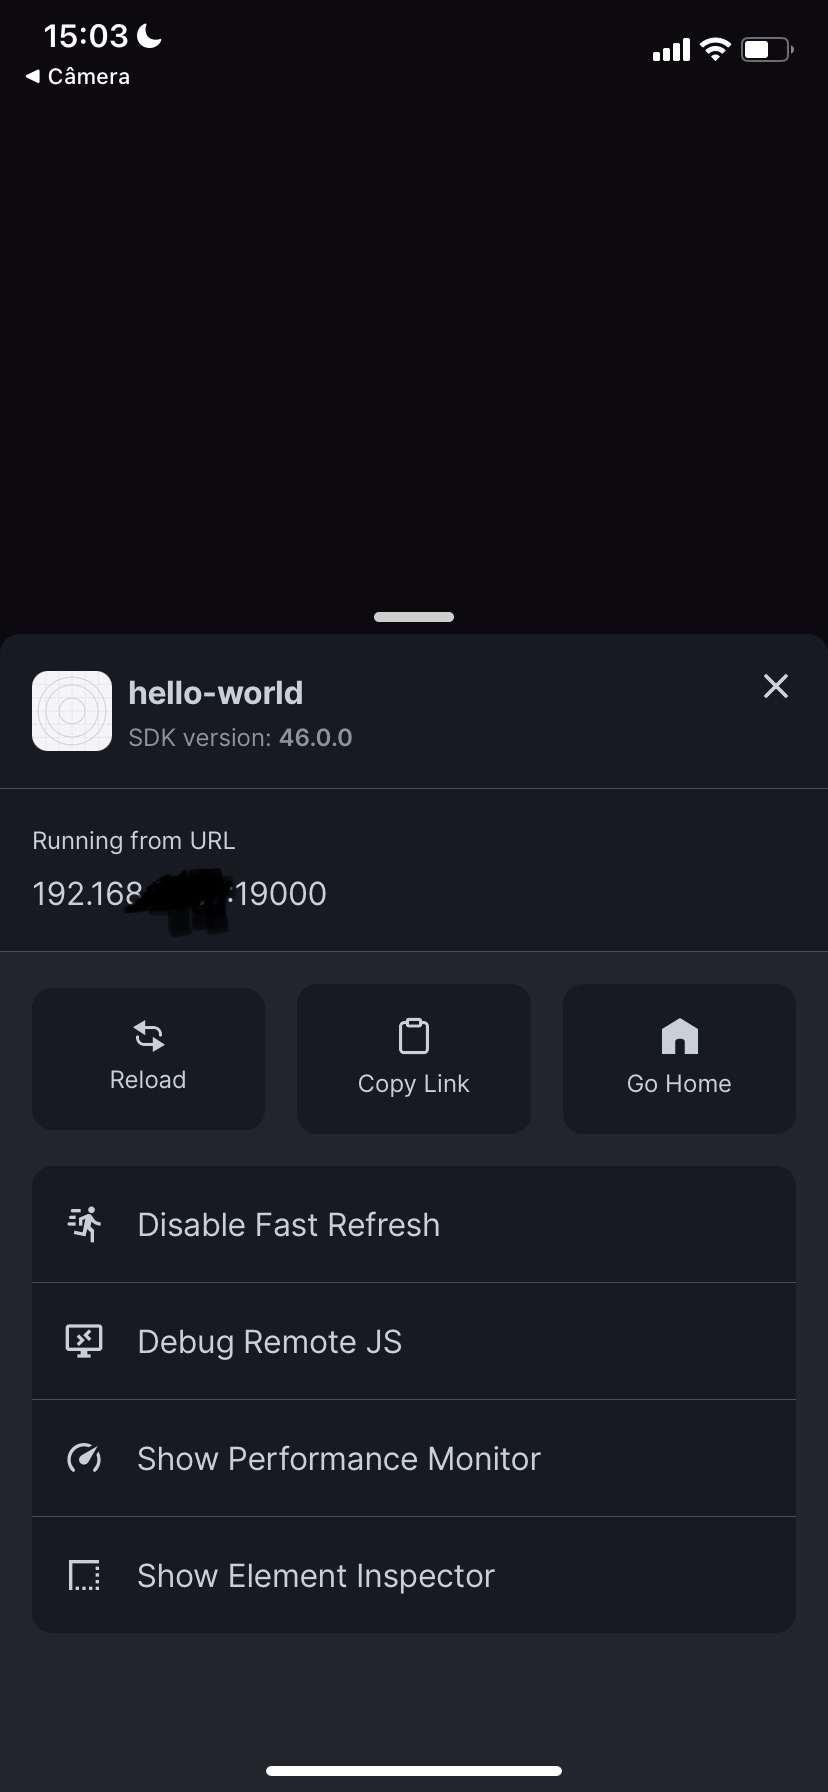 15:03
Câmera
hello-world
SDK version: 46.0.0
Running from URL
192.168 :19000
Reload
Copy Link
Go Home
Disable Fast Refresh
Debug Remote JS
Show Performance Monitor
Show Element Inspector